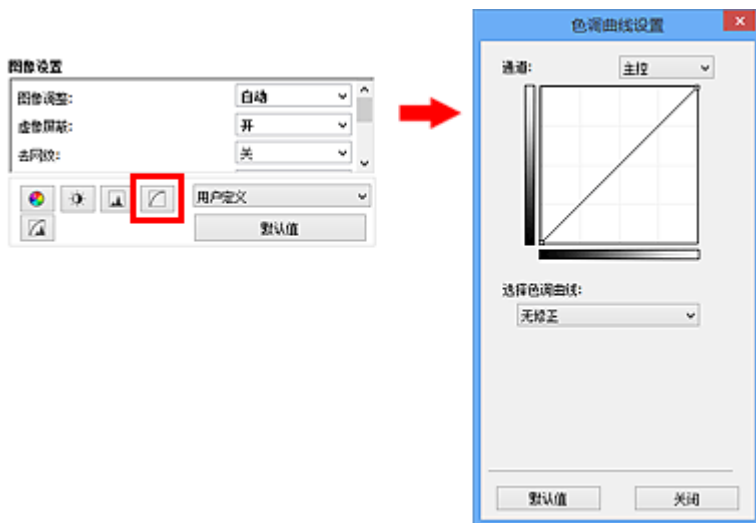 图像设置
图像调整: 自动
虚像屏蔽: 开
去网纹: 关
用户定义
默认值
色调曲线设置
通道: 主控
选择色调曲线:
无修正
默认值 关闭